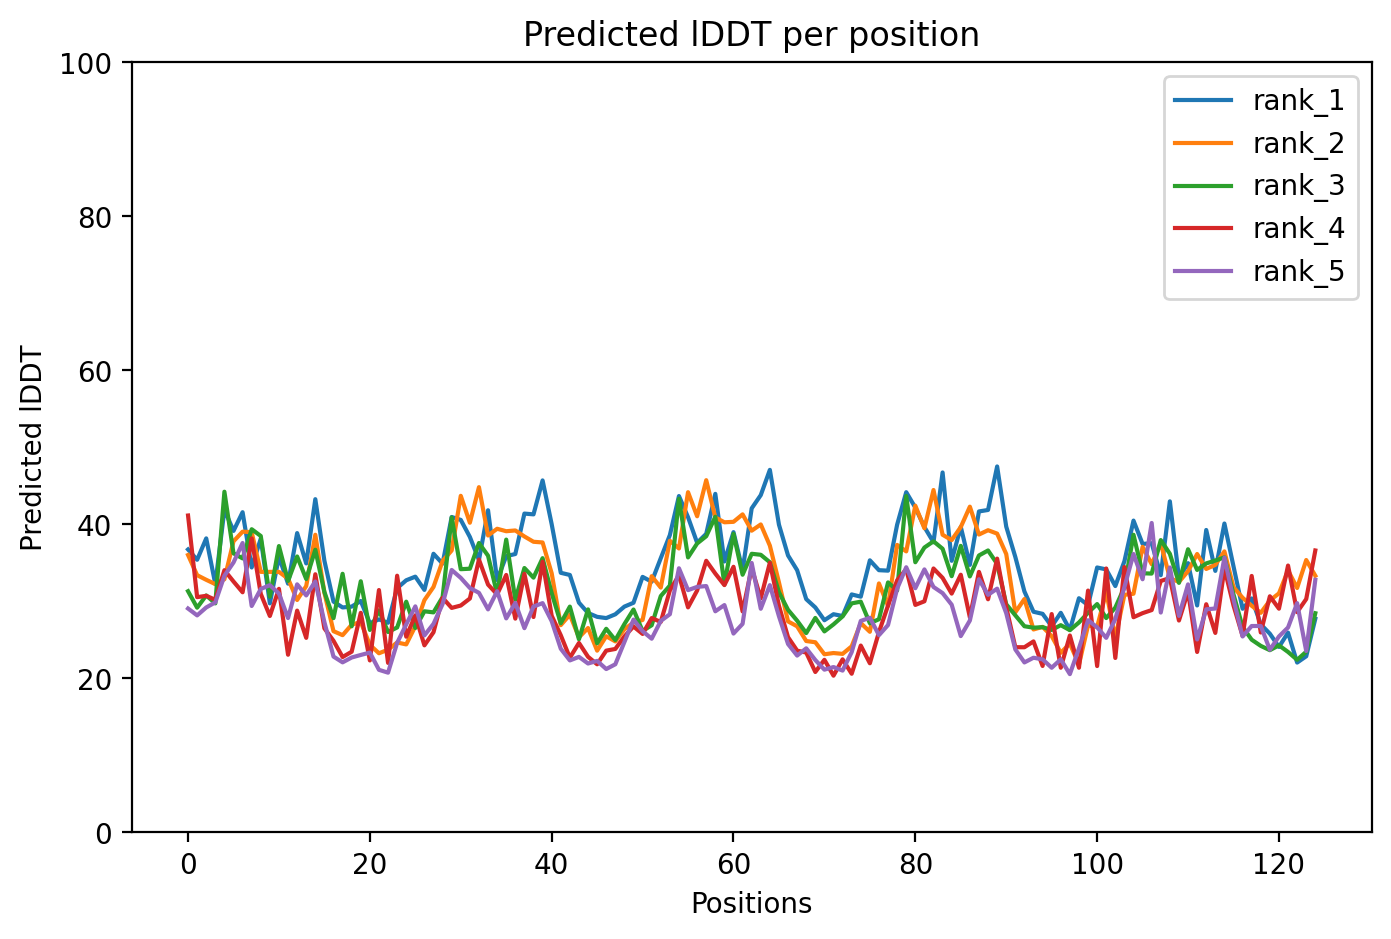 Predicted lDDT per position
100
80
60
40
20
0
Predicted lDDT
0 20 40 60 80 100 120
Positions
rank_1
rank_2
rank_3
rank_4
rank_5